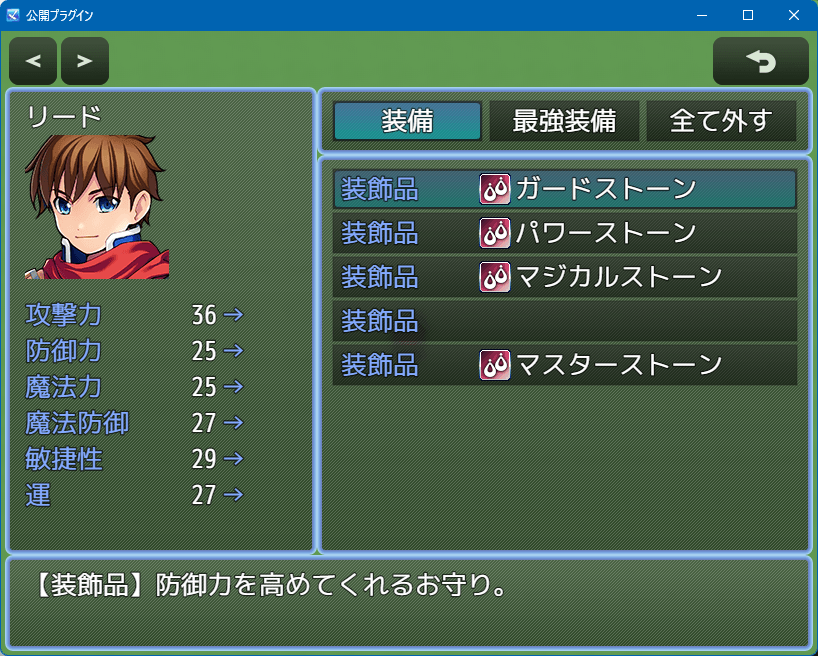 公開プラグイン
< >
リード
攻撃力 36→
防御力 25→
魔法力 25→
魔法防御 27→
敏捷性 29→
運 27→
装備 最強装備 全て外す
装飾品 ガードストーン
装飾品 パワーストーン
装飾品 マジカルストーン
装飾品
装飾品 マスターストーン
【装飾品】防御力を高めてくれるお守り。